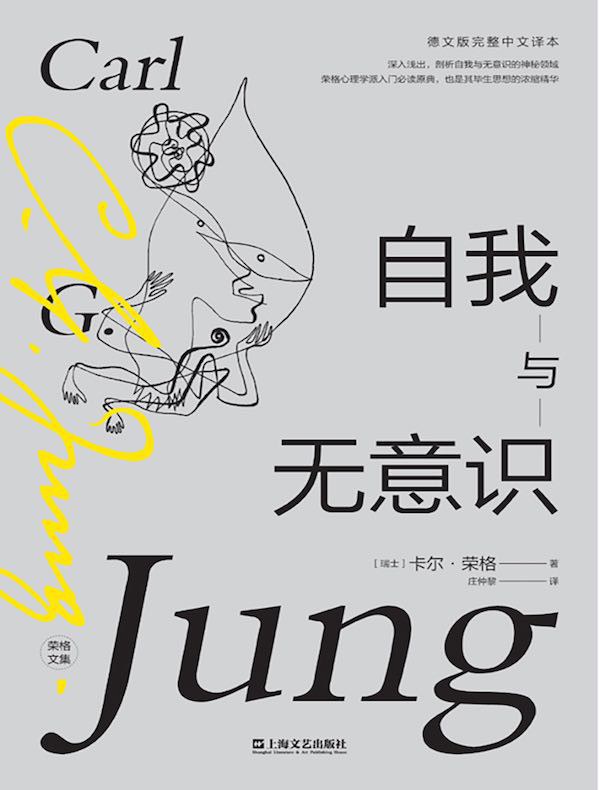 德文版完整中文译本
Carl
深入浅出，剖析自我与无意识的神秘领域
荣格心理学派入门必读原典，也是其毕生思想的浓缩精华
C. G. Jung
G
自我
与
无意识
[瑞士] 卡尔·荣格 著
庄仲黎 译
Jung
荣格
文集
上海文艺出版社
Shanghai Literature & Art Publishing House